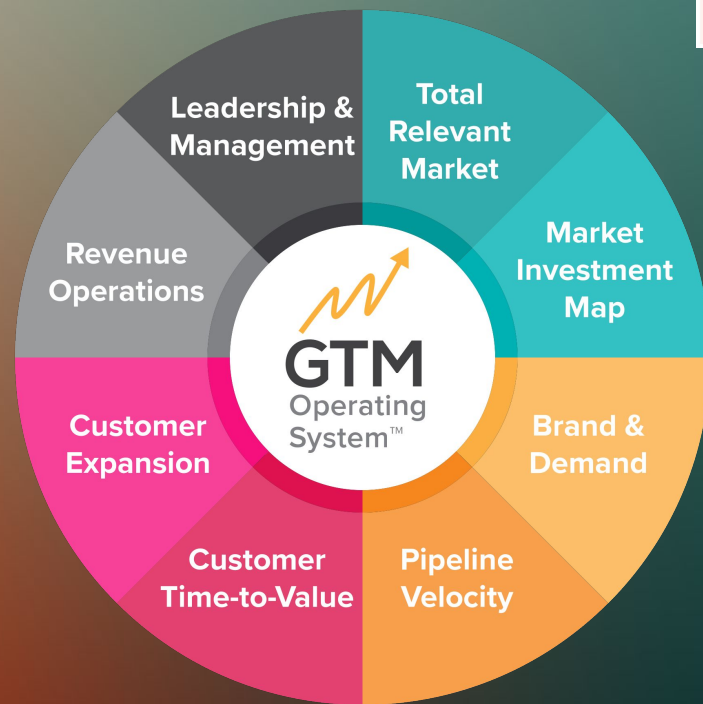 Leadership &
Management
Total
Relevant
Market
Market
Investment
Map
Brand &
Demand
Pipeline
Velocity
Customer
Time-to-Value
Customer
Expansion
Revenue
Operations
GTM
Operating
System™